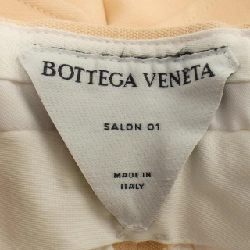 BOTTEGA VENETA
SALON 01
MADE IN
ITALY